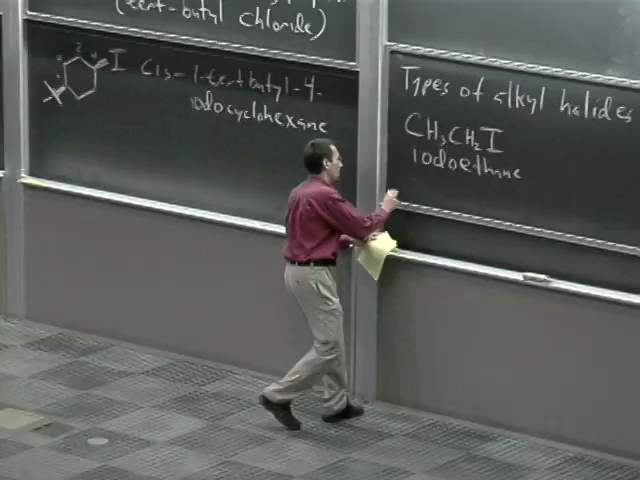 (tert-butyl
chloride)
I cis-1-tert butyl-4-
iodocyclohexane
Types of alkyl halides
CH₃CH₂I
iodoethane